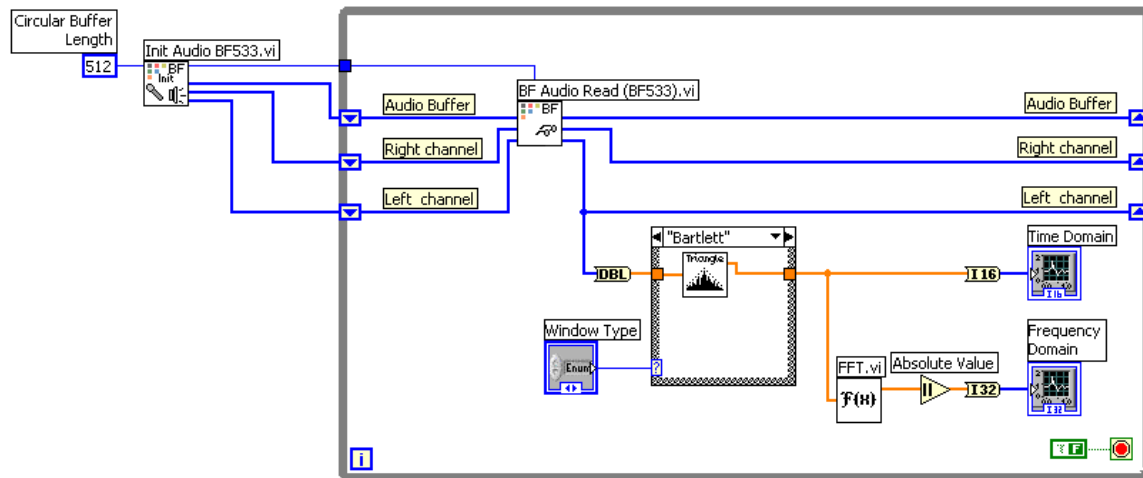 Circular Buffer
Length
512
Init Audio BF533.vi
BF
Init
BF Audio Read (BF533).vi
BF
Audio Buffer
Audio Buffer
Right channel
Right channel
Left channel
Left channel
"Bartlett"
Triangle
DBL
Window Type
Enum
?
I16
Time Domain
I16
Frequency
Domain
I32
FFT.vi
F(x)
Absolute Value
I32
i
F